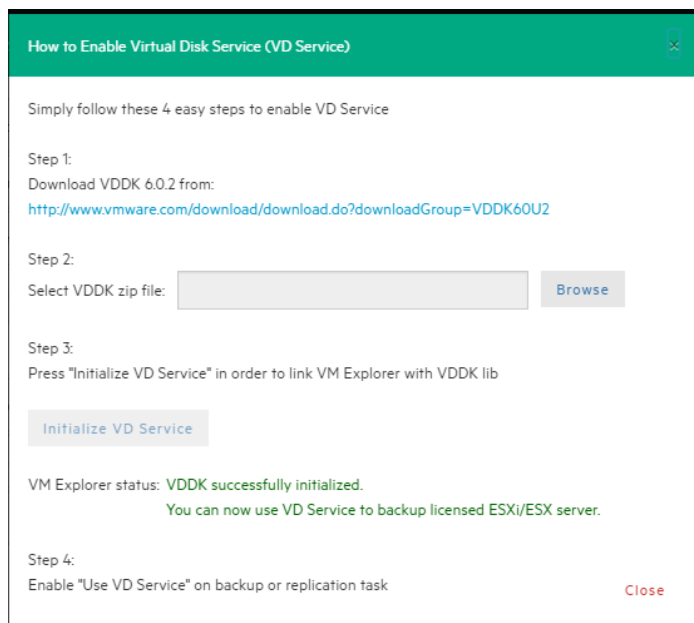 How to Enable Virtual Disk Service (VD Service)
×
Simply follow these 4 easy steps to enable VD Service
Step 1:
Download VDDK 6.0.2 from:
http://www.vmware.com/download/download.do?downloadGroup=VDDK60U2
Step 2:
Select VDDK zip file: Browse
Step 3:
Press "Initialize VD Service" in order to link VM Explorer with VDDK lib
Initialize VD Service
VM Explorer status: VDDK successfully initialized.
You can now use VD Service to backup licensed ESXi/ESX server.
Step 4:
Enable "Use VD Service" on backup or replication task
Close